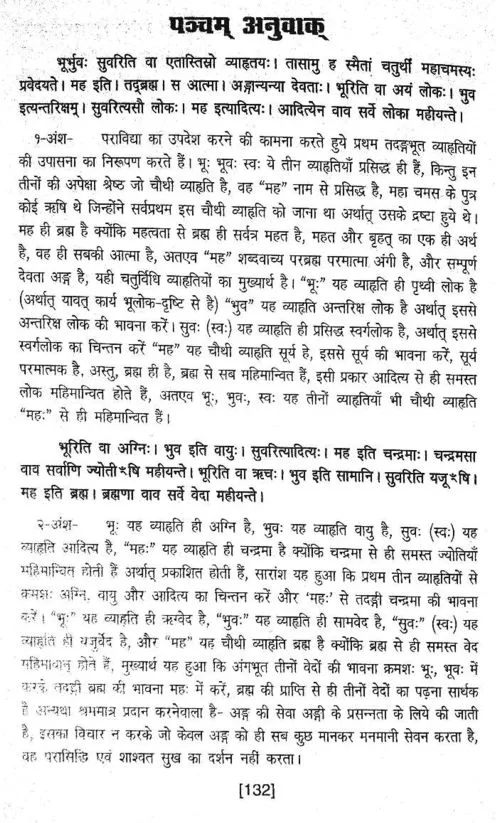 पञ्चम् अनुवाक्
भूर्भुवः सुवरिति वा एतास्तिस्रो व्याहृतयः। तासामु ह स्मैतां चतुर्थी महाचमस्यः
प्रवेदयते। मह इति। तद्ब्रह्म। स आत्मा। अङ्गान्यन्या देवताः। भूरिति वा अयं लोकः। भुव
इत्यन्तरिक्षम्। सुवरित्यसौ लोकः। मह इत्यादित्यः। आदित्येन वाव सर्वे लोका महीयन्ते।
१-अंश- पराविद्या का उपदेश करने की कामना करते हुये प्रथम तदङ्गभूत व्याहृतियों
की उपासना का निरूपण करते हैं। भूः भुवः स्वः ये तीन व्याहृतियाँ प्रसिद्ध ही हैं, किन्तु इन
तीनों की अपेक्षा श्रेष्ठ जो चौथी व्याहृति है, वह “मह” नाम से प्रसिद्ध है, महा चमस के पुत्र
कोई ऋषि थे जिन्होंने सर्वप्रथम इस चौथी व्याहृति को जाना था अर्थात् उसके द्रष्टा हुये थे।
मह ही ब्रह्म है क्योंकि महत्वता से ब्रह्म ही सर्वत्र महत है, महत और बृहत् का एक ही अर्थ
है, वह ही सबकी आत्मा है, अतएव “मह” शब्दवाच्य परब्रह्म परमात्मा अंगी है, और सम्पूर्ण
देवता अङ्ग है, यही चतुर्विधि व्याहृतियों का मुख्यार्थ है। “भूः” यह व्याहृति ही पृथ्वी लोक है
(अर्थात् यावत् कार्य भूलोक-दृष्टि से है) “भुव” यह व्याहृति अन्तरिक्ष लोक है अर्थात् इससे
अन्तरिक्ष लोक की भावना करें। सुवः (स्वः) यह व्याहृति ही प्रसिद्ध स्वर्गलोक है, अर्थात् इससे
स्वर्गलोक का चिन्तन करें “मह” यह चौथी व्याहृति सूर्य हे, इससे सूर्य की भावना करें, सूर्य
परमात्मक है, अस्तु, ब्रह्म ही है, ब्रह्म से सब महिमान्वित हैं, इसी प्रकार आदित्य से ही समस्त
लोक महिमान्वित होते हैं, अतएव भूः, भुवः, स्वः यह तीनों व्याहृतियाँ भी चौथी व्याहृति
“महः” से ही महिमान्वित हैं।
भूरिति वा अग्निः। भुव इति वायुः। सुवरित्यादित्यः। मह इति चन्द्रमाः। चन्द्रमसा
वाव सर्वाणि ज्योती*षि महीयन्ते। भूरिति वा ऋचः। भुव इति सामानि। सुवरिति यजू*षि।
मह इति ब्रह्म। ब्रह्मणा वाव सर्वे वेदा महीयन्ते।
२-अंश- भूः यह व्याहृति ही अग्नि है, भुवः यह व्याहृति वायु है, सुवः (स्वः) यह
व्याहृति आदित्य है, “महः” यह व्याहृति ही चन्द्रमा है क्योंकि चन्द्रमा से ही समस्त ज्योतियाँ
महिमान्वित होती हैं अर्थात् प्रकाशित होती हैं, सारांश यह हुआ कि प्रथम तीन व्याहृतियों से
क्रमशः अग्नि, वायु और आदित्य का चिन्तन करें और ‘महः’ से तदङ्गी चन्द्रमा की भावना
करें। “भूः” यह व्याहृति ही ऋग्वेद है, “भुवः” यह व्याहृति ही सामवेद है, “सुवः” (स्वः) यह
व्याहृति ही यजुर्वेद है, और “मह” यह चौथी व्याहृति ब्रह्म है क्योंकि ब्रह्म से ही समस्त वेद
महिमावान् होते हैं, मुख्यार्थ यह हुआ कि अंगभूत तीनों वेदों की भावना क्रमशः भूः, भुवः में
करके तदङ्गी ब्रह्म की भावना महः में करें, ब्रह्म की प्राप्ति से ही तीनों वेदों का पढ़ना सार्थक
है अन्यथा श्रममात्र प्रदान करनेवाला है- अङ्ग की सेवा अङ्गी के प्रसन्नता के लिये की जाती
है, इसका विचार न करके जो केवल अङ्ग को ही सब कुछ मानकर मनमानी सेवन करता है,
वह परासिद्धि एवं शाश्वत सुख का दर्शन नहीं करता।
[132]